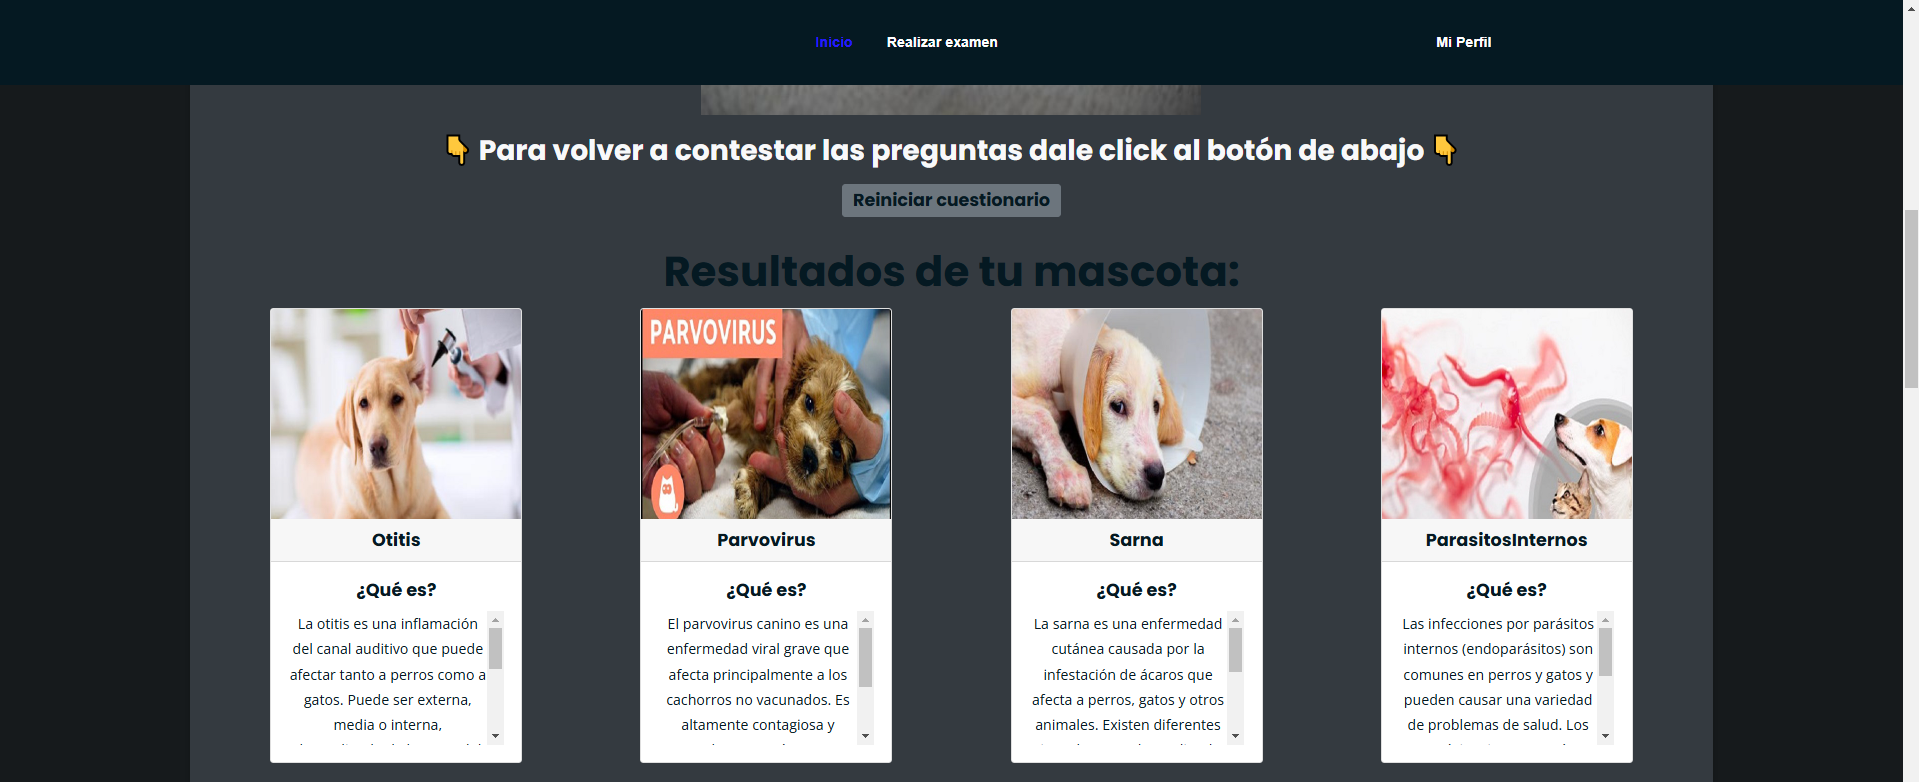 Inicio
Realizar examen
Mi Perfil
👇 Para volver a contestar las preguntas dale click al botón de abajo 👇
Reiniciar cuestionario
Resultados de tu mascota:
Otitis
¿Qué es?
La otitis es una inflamación
del canal auditivo que puede
afectar tanto a perros como a
gatos. Puede ser externa,
media o interna,
PARVOVIRUS
Parvovirus
¿Qué es?
El parvovirus canino es una
enfermedad viral grave que
afecta principalmente a los
cachorros no vacunados. Es
altamente contagiosa y
Sarna
¿Qué es?
La sarna es una enfermedad
cutánea causada por la
infestación de ácaros que
afecta a perros, gatos y otros
animales. Existen diferentes
ParasitosInternos
¿Qué es?
Las infecciones por parásitos
internos (endoparásitos) son
comunes en perros y gatos y
pueden causar una variedad
de problemas de salud. Los